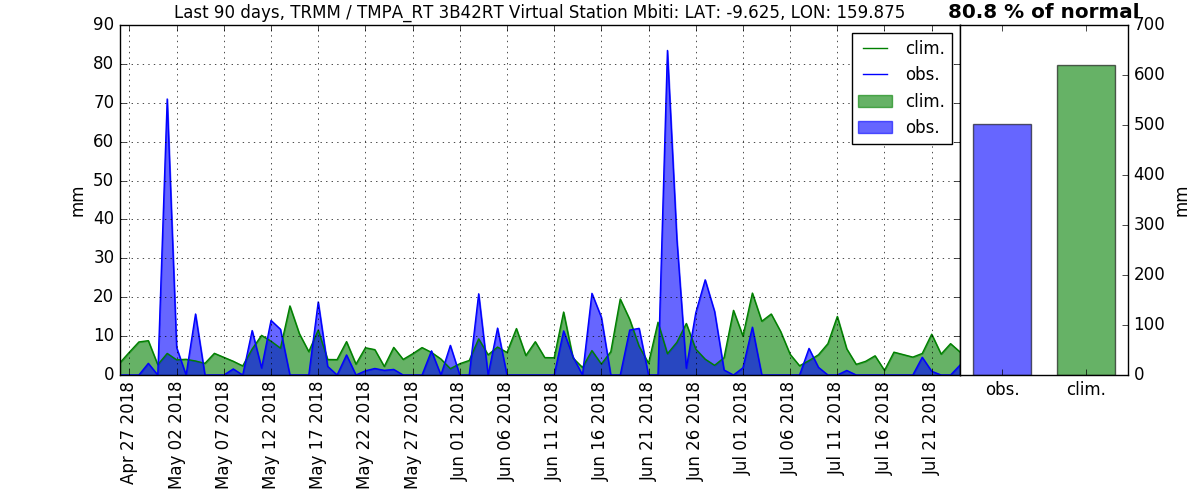 Last 90 days, TRMM / TMPA_RT 3B42RT Virtual Station Mbiti: LAT: -9.625, LON: 159.875
80.8 % of normal
90
80
70
60
50
40
30
20
10
0
mm
clim.
obs.
clim.
obs.
Apr 27 2018
May 02 2018
May 07 2018
May 12 2018
May 17 2018
May 22 2018
May 27 2018
Jun 01 2018
Jun 06 2018
Jun 11 2018
Jun 16 2018
Jun 21 2018
Jun 26 2018
Jul 01 2018
Jul 06 2018
Jul 11 2018
Jul 16 2018
Jul 21 2018
700
600
500
400
300
200
100
0
mm
obs.
clim.